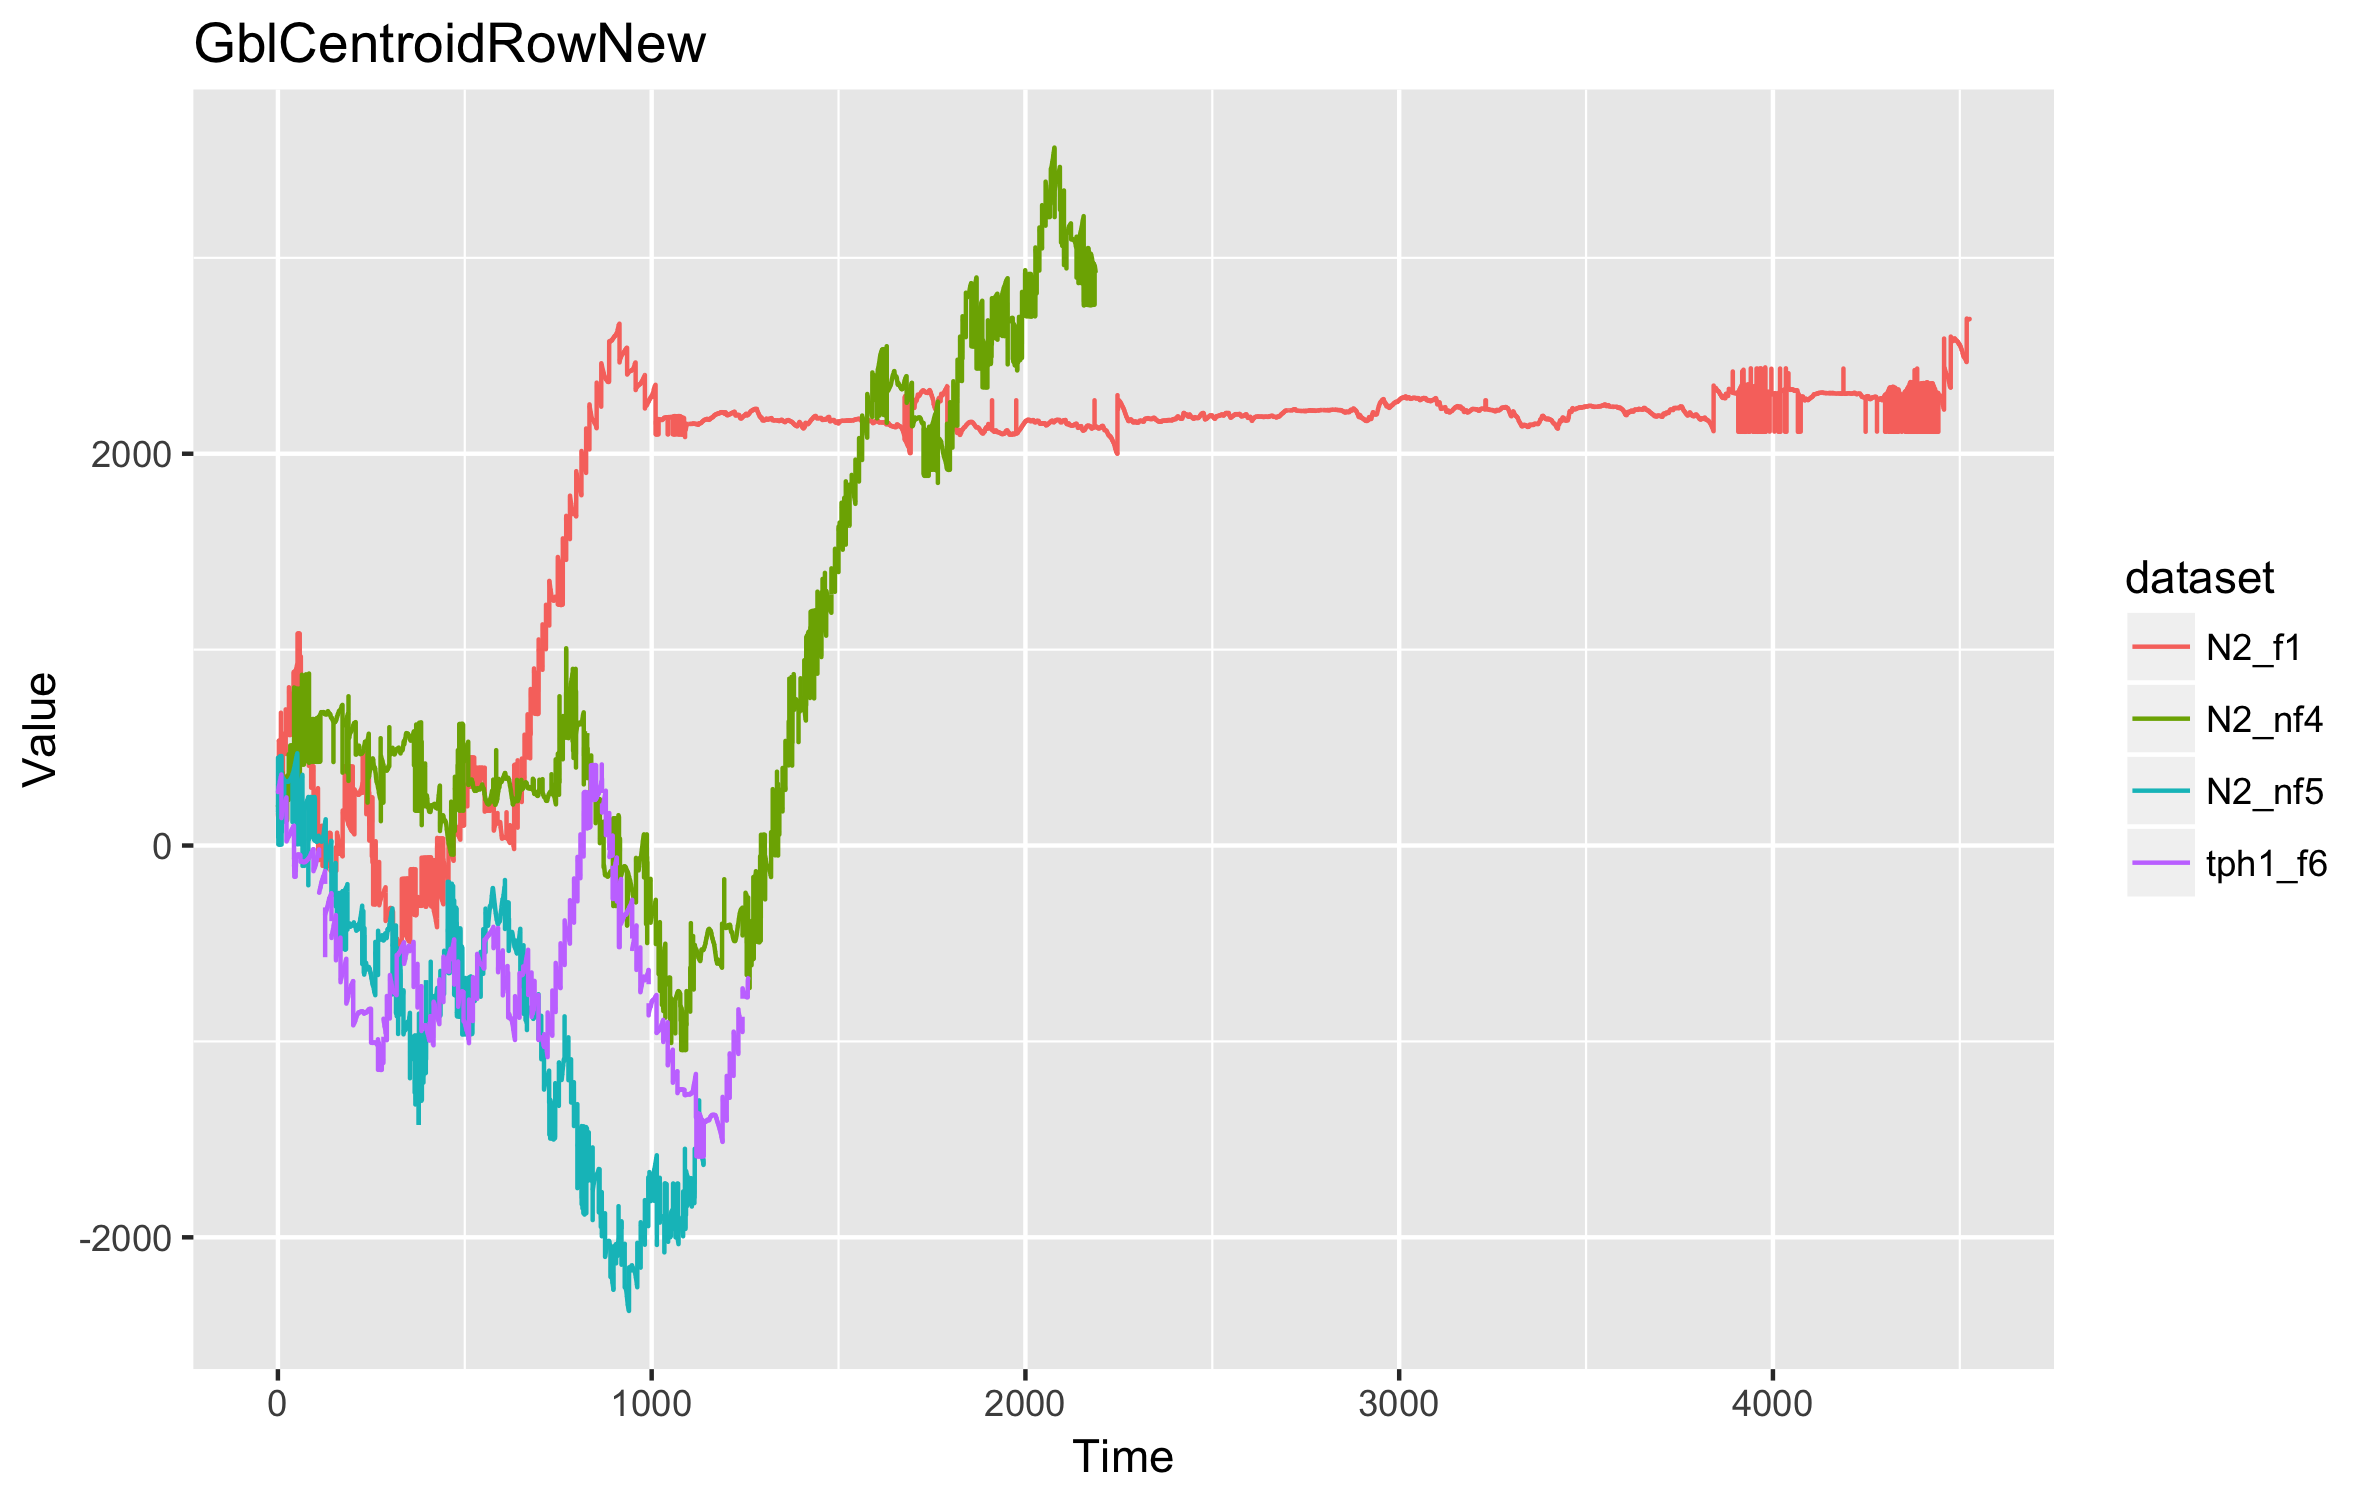 GblCentroidRowNew
Value
2000
0
-2000
0 1000 2000 3000 4000
Time
dataset
N2_f1
N2_nf4
N2_nf5
tph1_f6